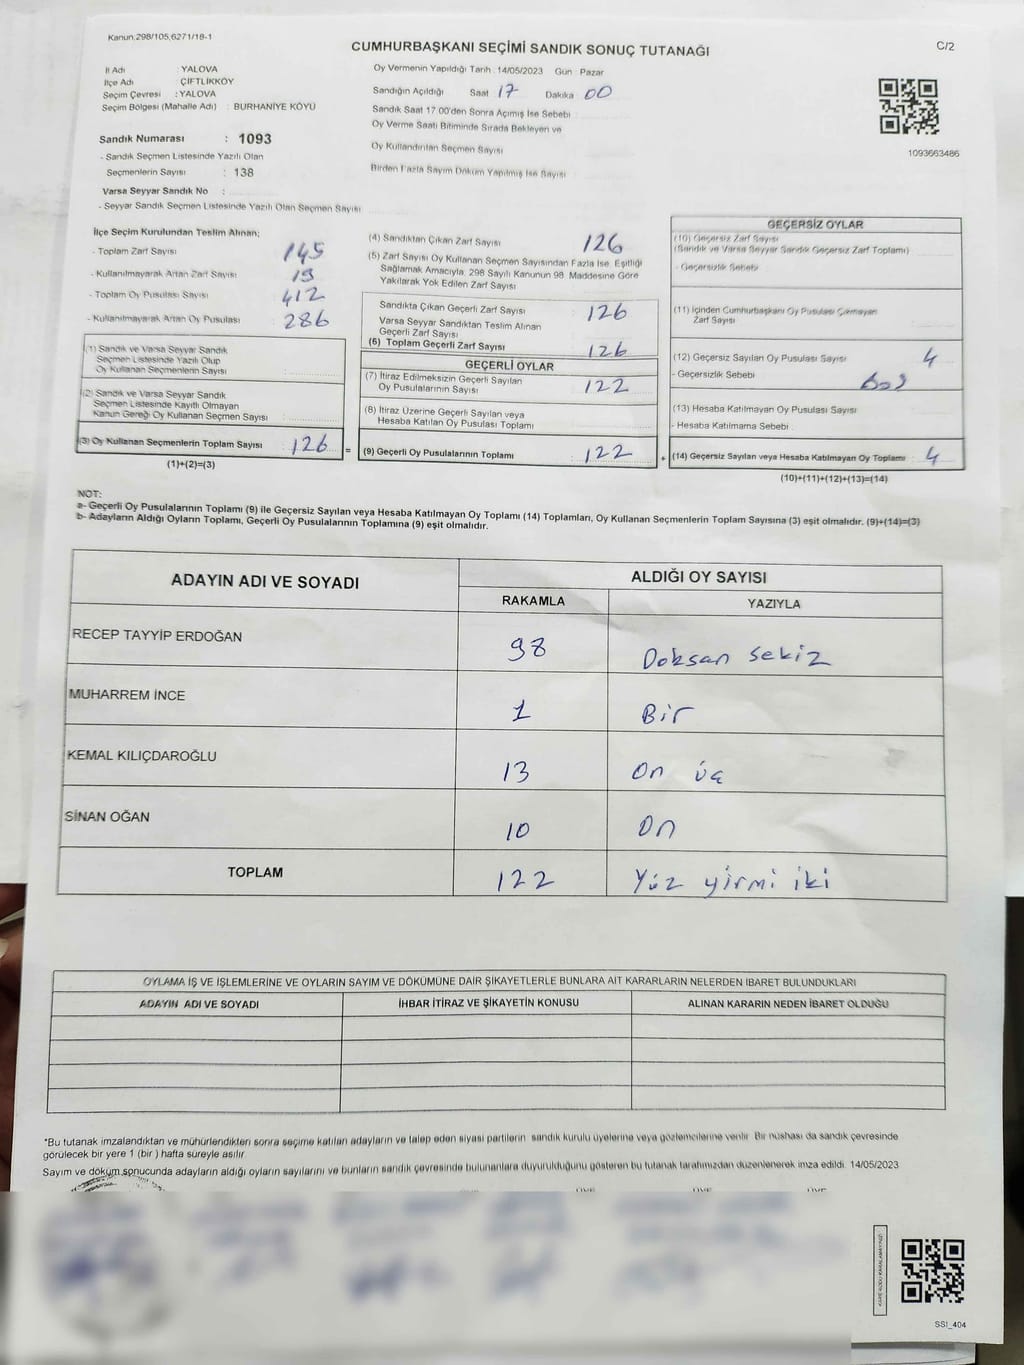 Kanun.298/105,6271/18-1
C/2
CUMHURBAŞKANI SEÇİMİ SANDIK SONUÇ TUTANAĞI
İl Adı : YALOVA
İlçe Adı : ÇİFTLİKKÖY
Seçim Çevresi : YALOVA
Seçim Bölgesi (Mahalle Adı) : BURHANİYE KÖYÜ
Sandık Numarası : 1093
- Sandık Seçmen Listesinde Yazılı Olan
Seçmenlerin Sayısı : 138
Varsa Seyyar Sandık No :
- Seyyar Sandık Seçmen Listesinde Yazılı Olan Seçmen Sayısı
Oy Vermenin Yapıldığı Tarih : 14/05/2023 Gün : Pazar
Sandığın Açıldığı Saat 17 Dakika 00
Sandık Saat 17.00'den Sonra Açılmış İse Sebebi
Oy Verme Saati Bitiminde Sırada Bekleyen ve
Oy Kullandırılan Seçmen Sayısı
Birden Fazla Sayım Döküm Yapılmış İse Sayısı
1093663486
İlçe Seçim Kurulundan Teslim Alınan;
- Toplam Zarf Sayısı 145
- Kullanılmayarak Artan Zarf Sayısı 19
- Toplam Oy Pusulası Sayısı 412
- Kullanılmayarak Artan Oy Pusulası 286
(1) Sandık ve Varsa Seyyar Sandık
Seçmen Listesinde Yazılı Olup
Oy Kullanan Seçmenlerin Sayısı
(2) Sandık ve Varsa Seyyar Sandık
Seçmen Listesinde Kayıtlı Olmayan
Kanun Gereği Oy Kullanan Seçmen Sayısı
(3) Oy Kullanan Seçmenlerin Toplam Sayısı 126
(1)+(2)=(3)
=
(4) Sandıktan Çıkan Zarf Sayısı 126
(5) Zarf Sayısı Oy Kullanan Seçmen Sayısından Fazla İse, Eşitliği
Sağlamak Amacıyla, 298 Sayılı Kanunun 98. Maddesine Göre
Yakılarak Yok Edilen Zarf Sayısı
Sandıkta Çıkan Geçerli Zarf Sayısı 126
Varsa Seyyar Sandıktan Teslim Alınan
Geçerli Zarf Sayısı
(6) Toplam Geçerli Zarf Sayısı 126
GEÇERLİ OYLAR
(7) İtiraz Edilmeksizin Geçerli Sayılan
Oy Pusulalarının Sayısı 122
(8) İtiraz Üzerine Geçerli Sayılan veya
Hesaba Katılan Oy Pusulası Toplamı
(9) Geçerli Oy Pusulalarının Toplamı 122
+
GEÇERSİZ OYLAR
(10) Geçersiz Zarf Sayısı
(Sandık ve Varsa Seyyar Sandık Geçersiz Zarf Toplamı)
- Geçersizlik Sebebi
(11) İçinden Cumhurbaşkanı Oy Pusulası Çıkmayan
Zarf Sayısı
(12) Geçersiz Sayılan Oy Pusulası Sayısı 4
- Geçersizlik Sebebi
(13) Hesaba Katılmayan Oy Pusulası Sayısı
- Hesaba Katılmama Sebebi
(14) Geçersiz Sayılan veya Hesaba Katılmayan Oy Toplamı 4
(10)+(11)+(12)+(13)=(14)
NOT:
a- Geçerli Oy Pusulalarının Toplamı (9) ile Geçersiz Sayılan veya Hesaba Katılmayan Oy Toplamı (14) Toplamları, Oy Kullanan Seçmenlerin Toplam Sayısına (3) eşit olmalıdır. (9)+(14)=(3)
b- Adayların Aldığı Oyların Toplamı, Geçerli Oy Pusulalarının Toplamına (9) eşit olmalıdır.
ADAYIN ADI VE SOYADI ALDIĞI OY SAYISI
RAKAMLA YAZIYLA
RECEP TAYYİP ERDOĞAN 98 Doksan sekiz
MUHARREM İNCE 1 Bir
KEMAL KILIÇDAROĞLU 13 On üç
SİNAN OĞAN 10 On
TOPLAM 122 Yüz yirmi iki
OYLAMA İŞ VE İŞLEMLERİNE VE OYLARIN SAYIM VE DÖKÜMÜNE DAİR ŞİKAYETLERLE BUNLARA AİT KARARLARIN NELERDEN İBARET BULUNDUKLARI
ADAYIN ADI VE SOYADI İHBAR İTİRAZ VE ŞİKAYETİN KONUSU ALINAN KARARIN NEDEN İBARET OLDUĞU
*Bu tutanak imzalandıktan ve mühürlendikten sonra seçime katılan adayların ve talep eden siyasi partilerin sandık kurulu üyelerine veya gözlemcilerine verilir. Bir nüshası da sandık çevresinde
görülecek bir yere 1 (bir) hafta süreyle asılır.
Sayım ve döküm sonucunda adayların aldığı oyların sayılarını ve bunların sandık çevresinde bulunanlara duyurulduğunu gösteren bu tutanak tarafımızdan düzenlenerek imza edildi. 14/05/2023
SSI_404